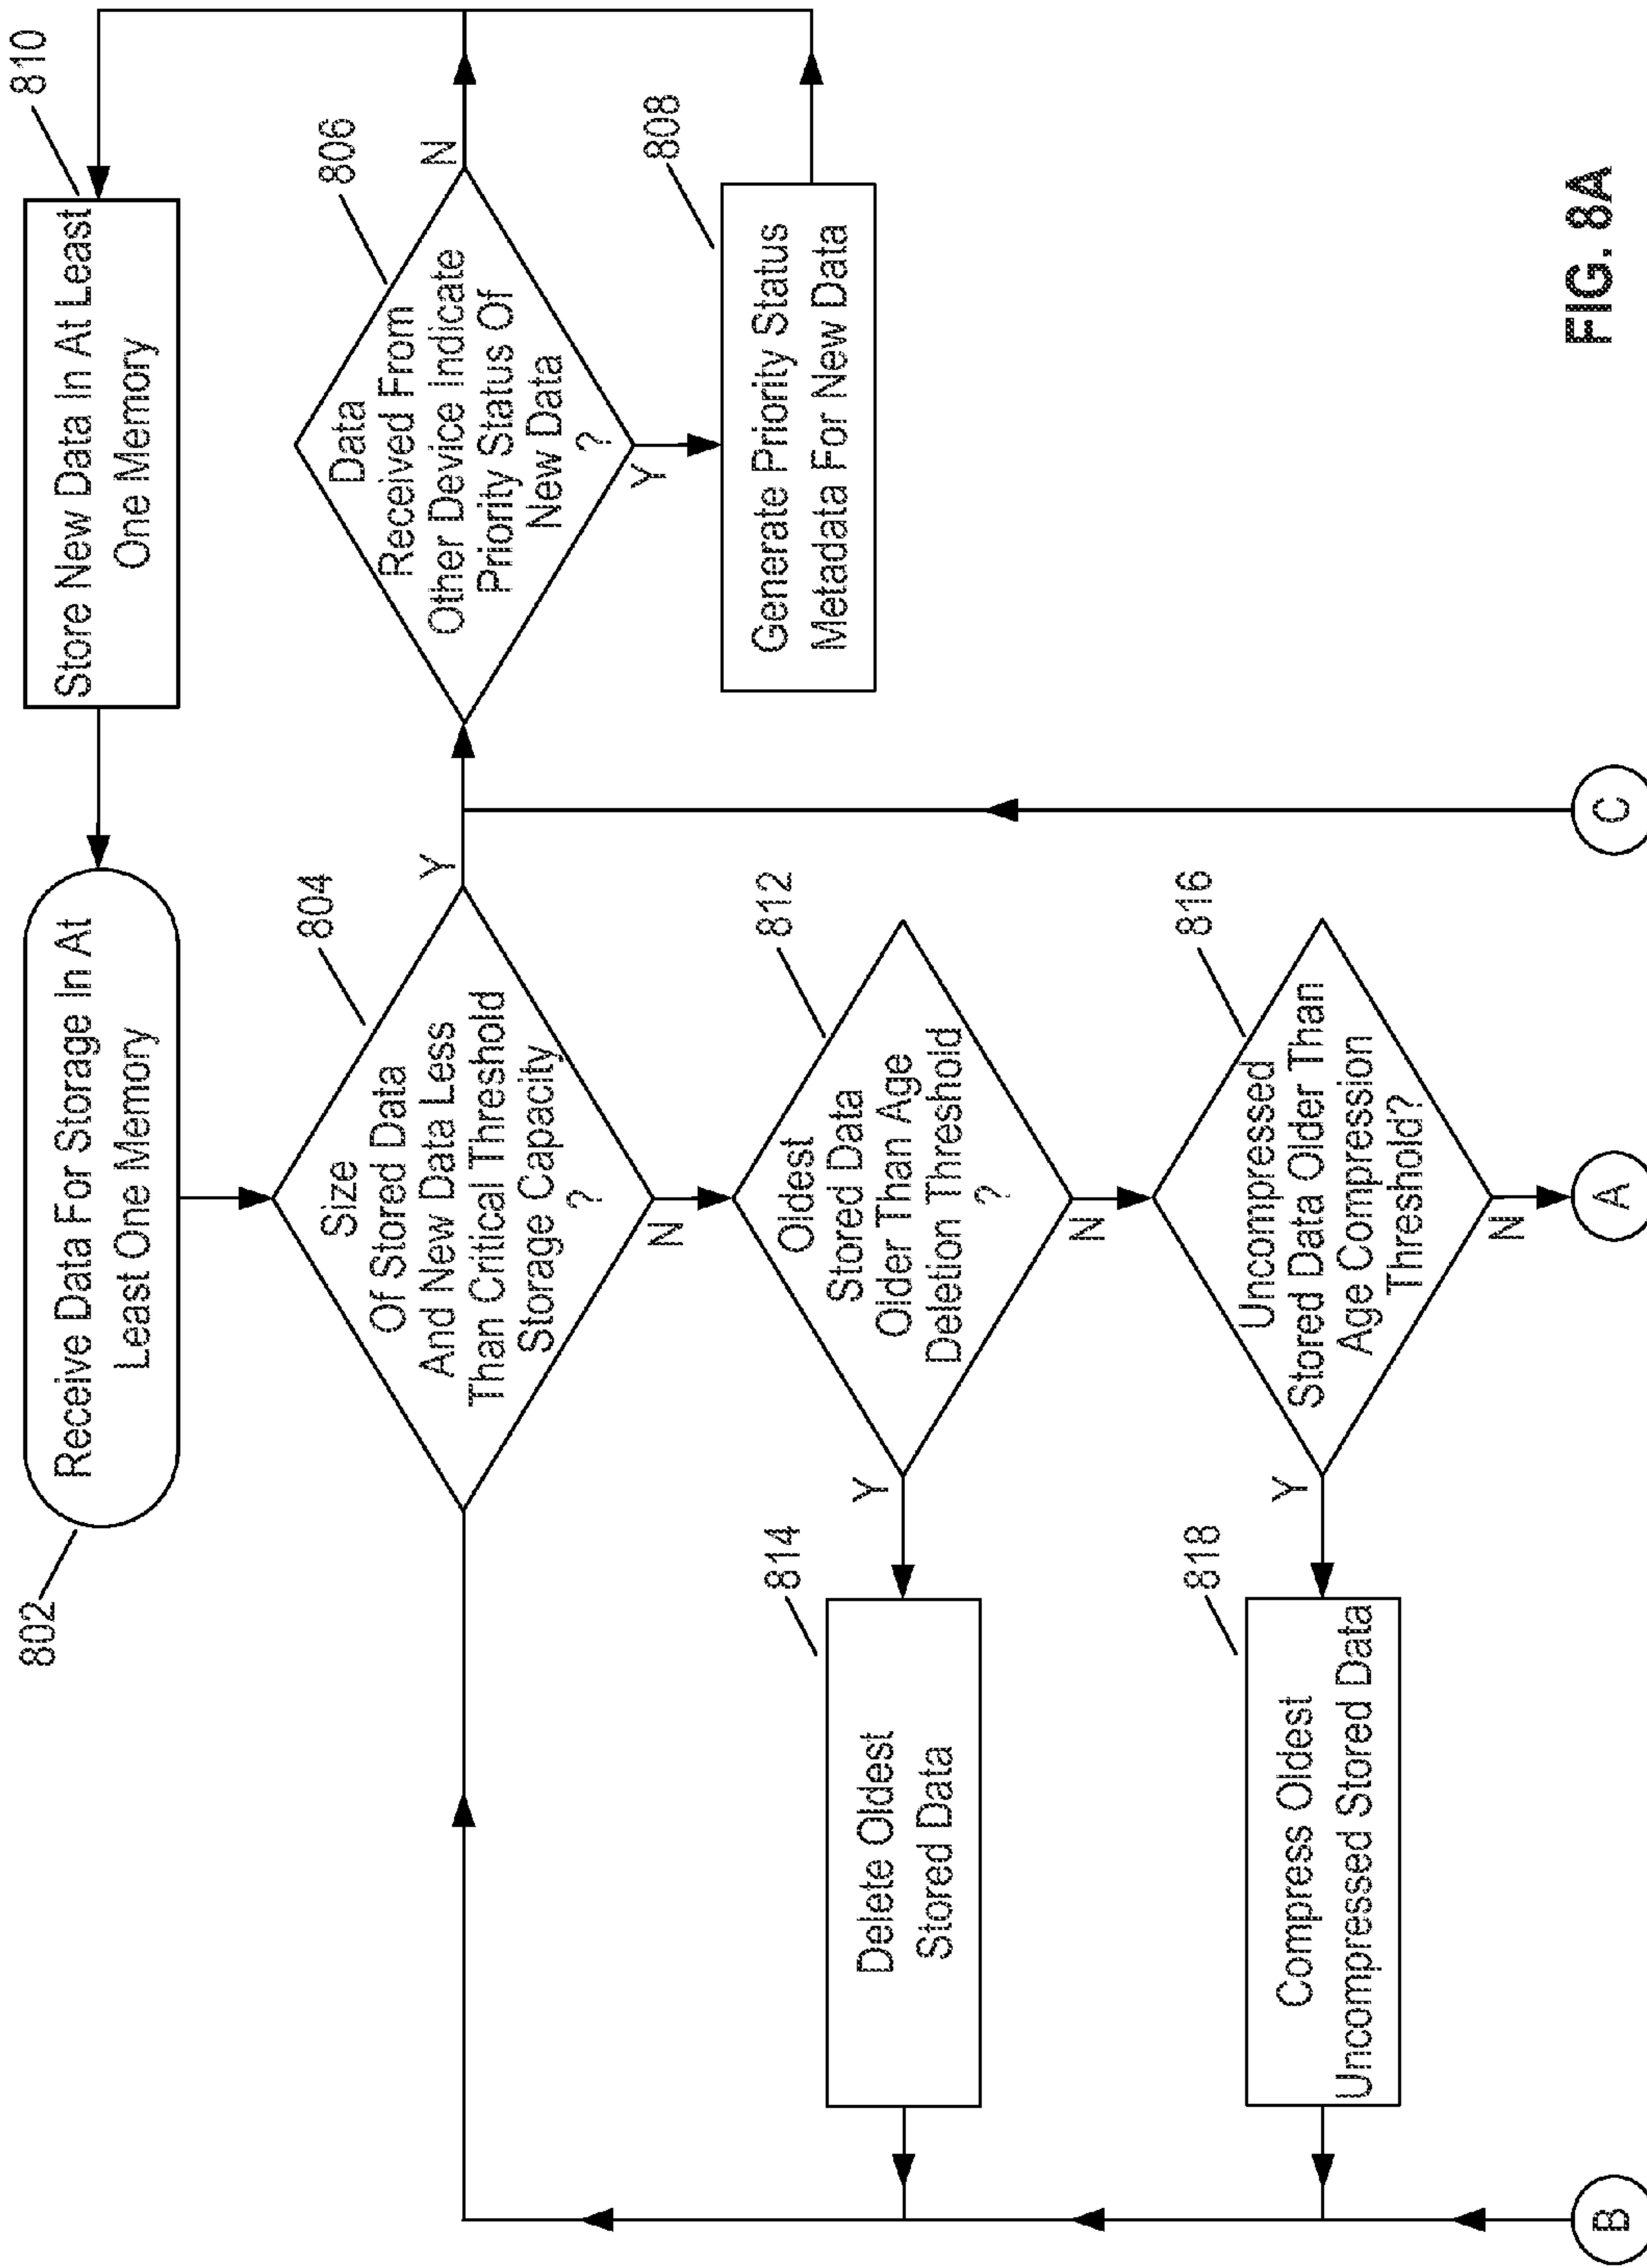 802
Receive Data For Storage In At
Least One Memory
Store New Data In At Least
One Memory
810
Size
Of Stored Data
And New Data Less
Than Critical Threshold
Storage Capacity
?
804
Y
N
Data
Received From
Other Device Indicate
Priority Status Of
New Data
?
806
N
Y
Generate Priority Status
Metadata For New Data
808
Delete Oldest
Stored Data
814
Y
Oldest
Stored Data
Older Than Age
Deletion Threshold
?
812
N
Compress Oldest
Uncompressed Stored Data
818
Y
Uncompressed
Stored Data Older Than
Age Compression
Threshold?
816
N
B
A
C
FIG. 8A